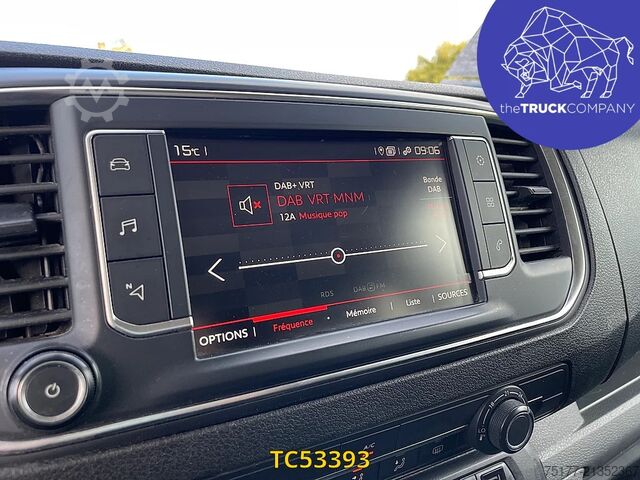 theTRUCKCOMPANY
15℃
09:06
DAB+ VRT
DAB VRT MNM
12A Musique pop
Bande
DAB
N
RDS DAB FM
OPTIONS Fréquence Mémoire Liste SOURCES
A/C
TC53393